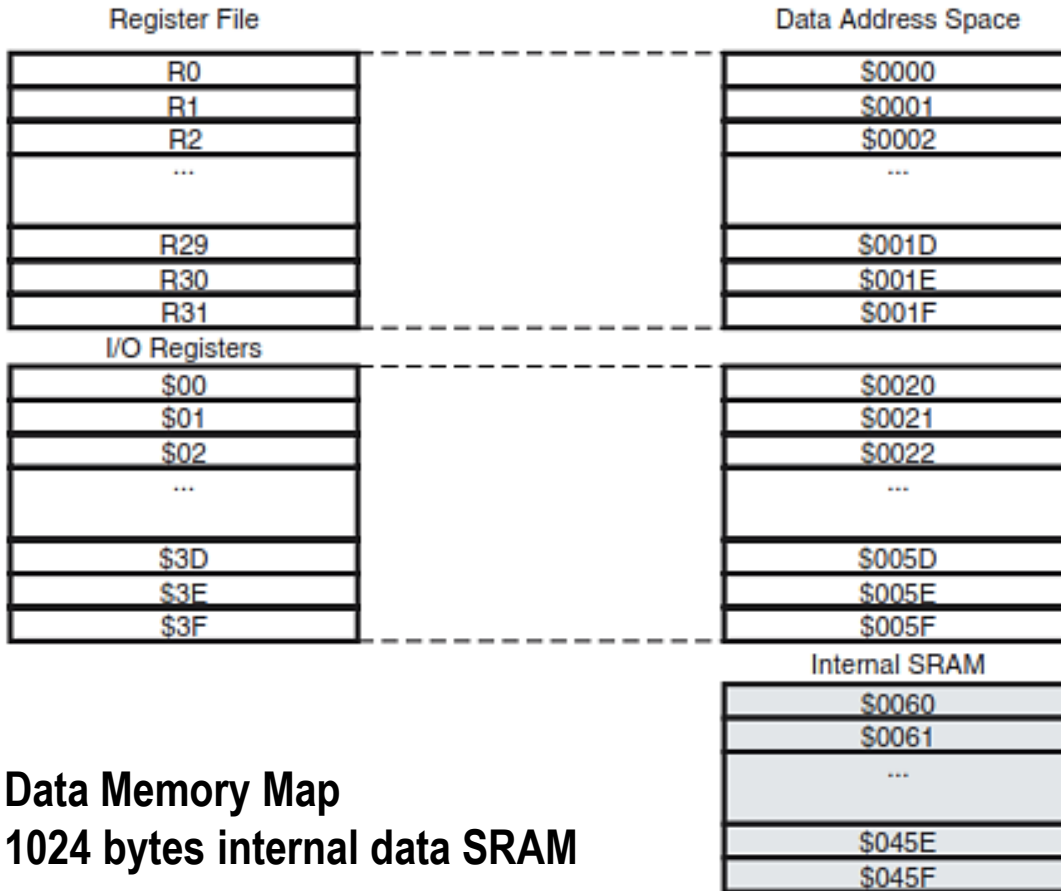 Register File
Data Address Space
R0
$0000
R1
$0001
R2
$0002
...
...
R29
$001D
R30
$001E
R31
$001F
I/O Registers
$00
$0020
$01
$0021
$02
$0022
...
...
$3D
$005D
$3E
$005E
$3F
$005F
Internal SRAM
$0060
$0061
...
$045E
$045F
Data Memory Map
1024 bytes internal data SRAM